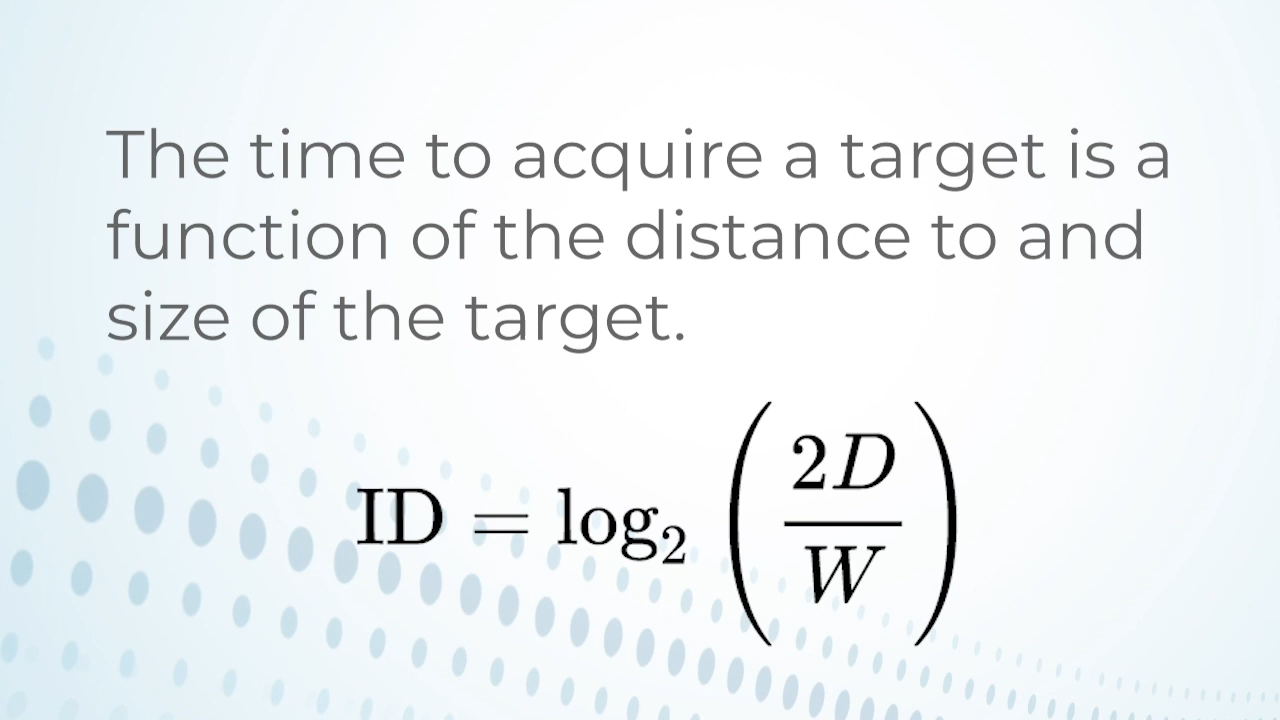 The time to acquire a target is a
function of the distance to and
size of the target.
ID = log₂ (2D/W)